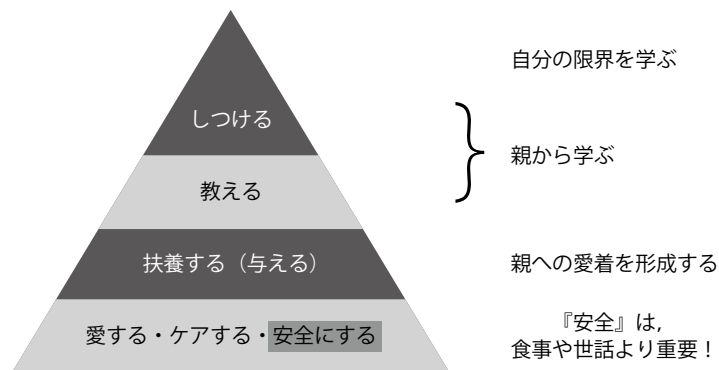 自分の限界を学ぶ
しつける
親から学ぶ
教える
扶養する（与える）
親への愛着を形成する
愛する・ケアする・安全にする
『安全』は，
食事や世話より重要！